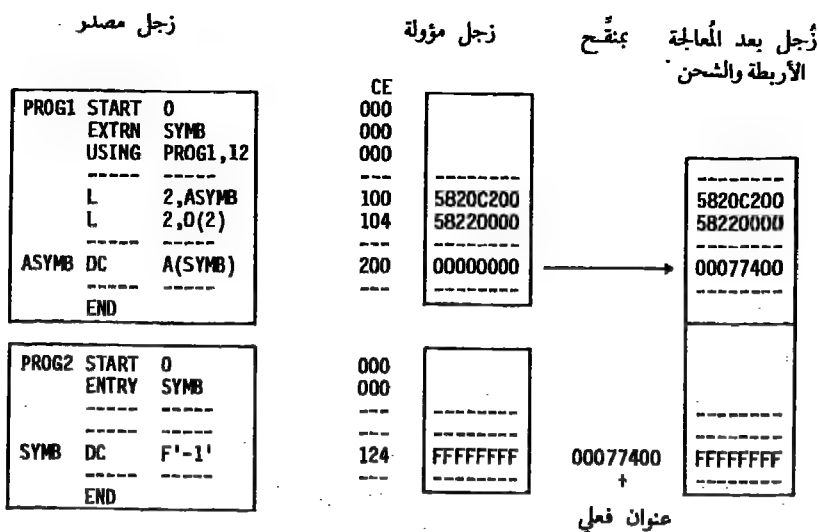 زجل مصدر
زجل مؤولة
زُجل بعد المُعالجة بمنقَّح
الأربطة والشحن
CE
PROG1 START 0 000
EXTRN SYMB 000
USING PROG1,12 000
----- ----- --- --------- ---------
L 2,ASYMB 100 5820C200 5820C200
L 2,0(2) 104 58220000 58220000
----- ----- --- --------- ---------
ASYMB DC A(SYMB) 200 00000000 00077400
----- ----- --- --------- ---------
END
PROG2 START 0 000
ENTRY SYMB 000
----- ----- --- --------- ---------
----- ----- --- --------- ---------
SYMB DC F'-1' 124 FFFFFFFF 00077400 FFFFFFFF
----- ----- --- --------- + ---------
END
عنوان فعلي